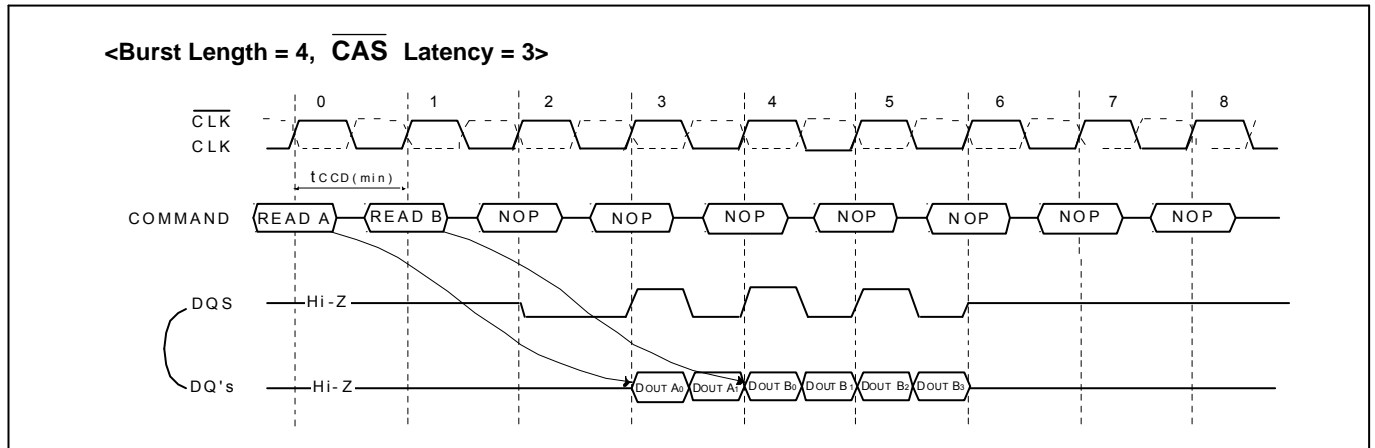 <Burst Length = 4, CAS Latency = 3>
0 1 2 3 4 5 6 7 8
CLK
CLK
tCCD(min)
COMMAND READ A READ B NOP NOP NOP NOP NOP NOP NOP
DQS Hi-Z
DQ's Hi-Z DOUT A0 DOUT A1 DOUT B0 DOUT B1 DOUT B2 DOUT B3